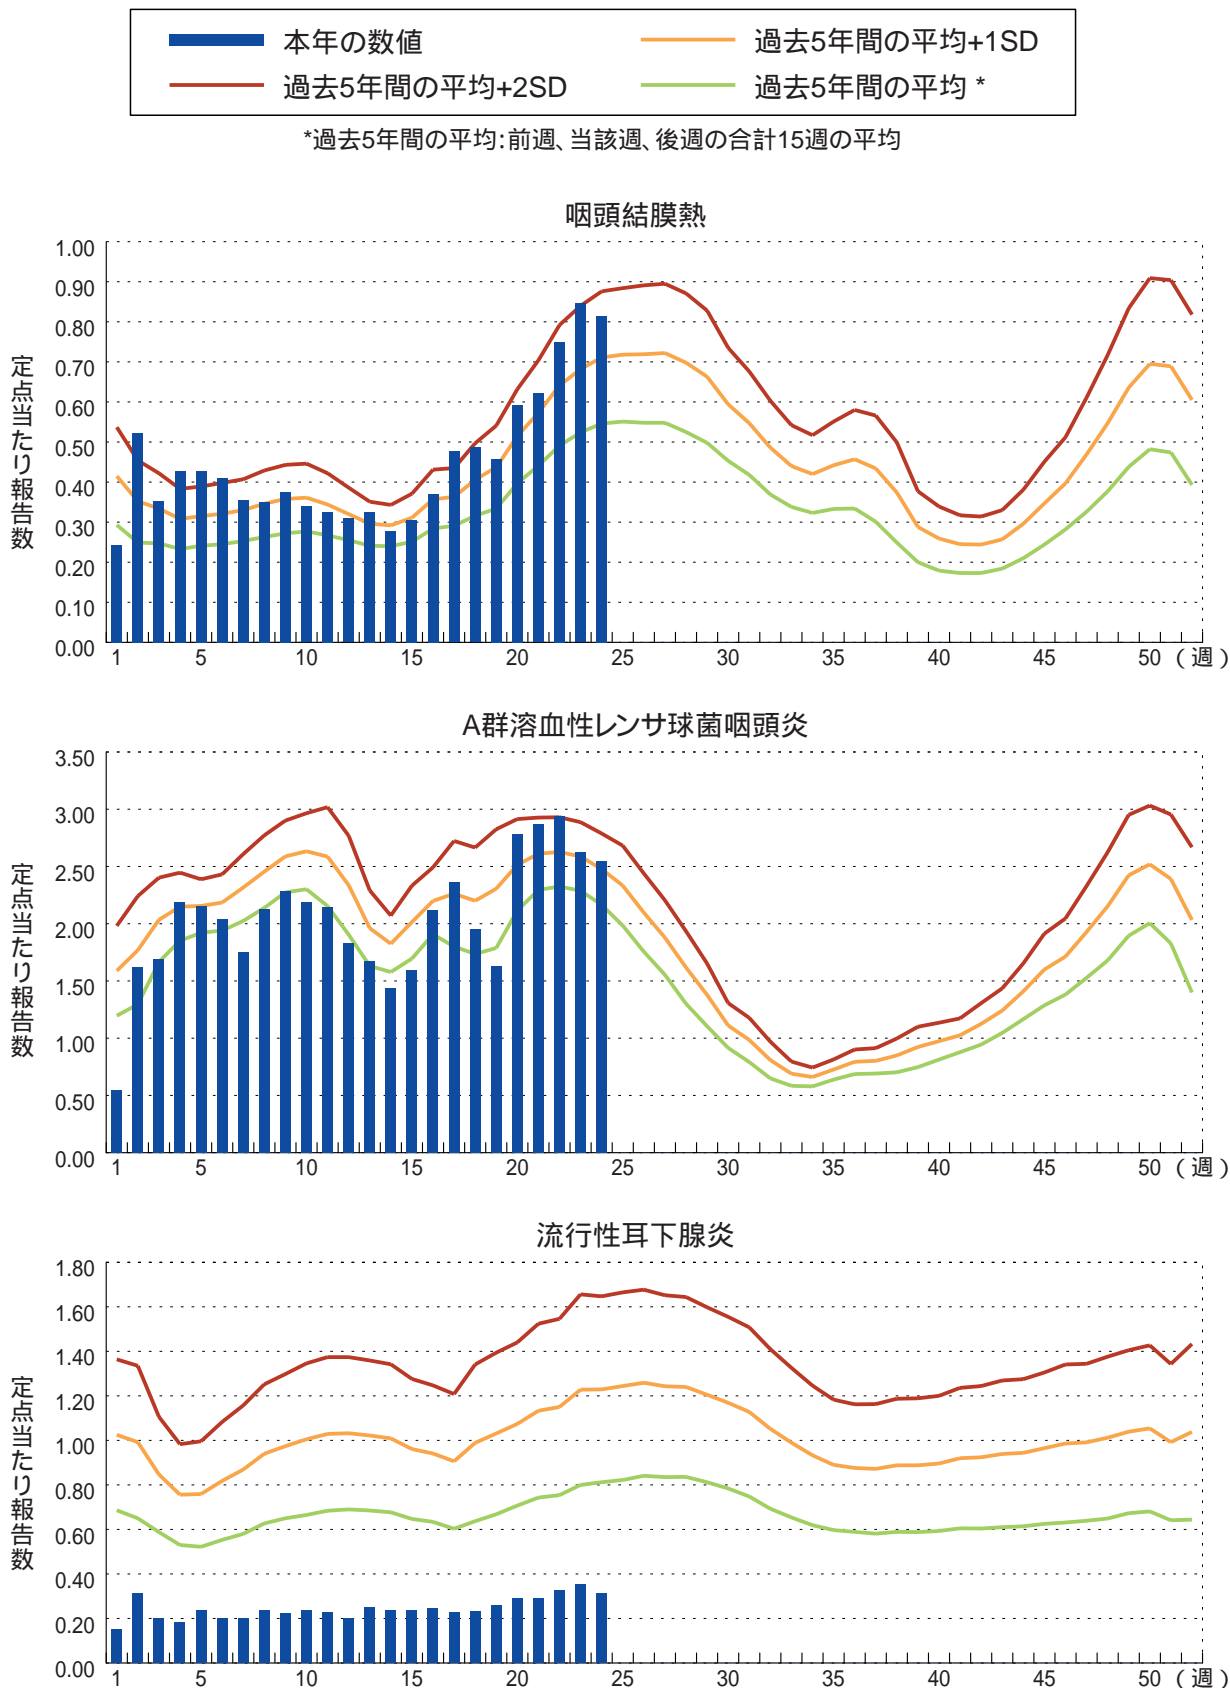 本年の数値
過去5年間の平均+1SD
過去5年間の平均+2SD
過去5年間の平均 *
*過去5年間の平均:前週、当該週、後週の合計15週の平均
咽頭結膜熱
定点当たり報告数
1.00
0.90
0.80
0.70
0.60
0.50
0.40
0.30
0.20
0.10
0.00
1 5 10 15 20 25 30 35 40 45 50 (週)
A群溶血性レンサ球菌咽頭炎
定点当たり報告数
3.50
3.00
2.50
2.00
1.50
1.00
0.50
0.00
1 5 10 15 20 25 30 35 40 45 50 (週)
流行性耳下腺炎
定点当たり報告数
1.80
1.60
1.40
1.20
1.00
0.80
0.60
0.40
0.20
0.00
1 5 10 15 20 25 30 35 40 45 50 (週)